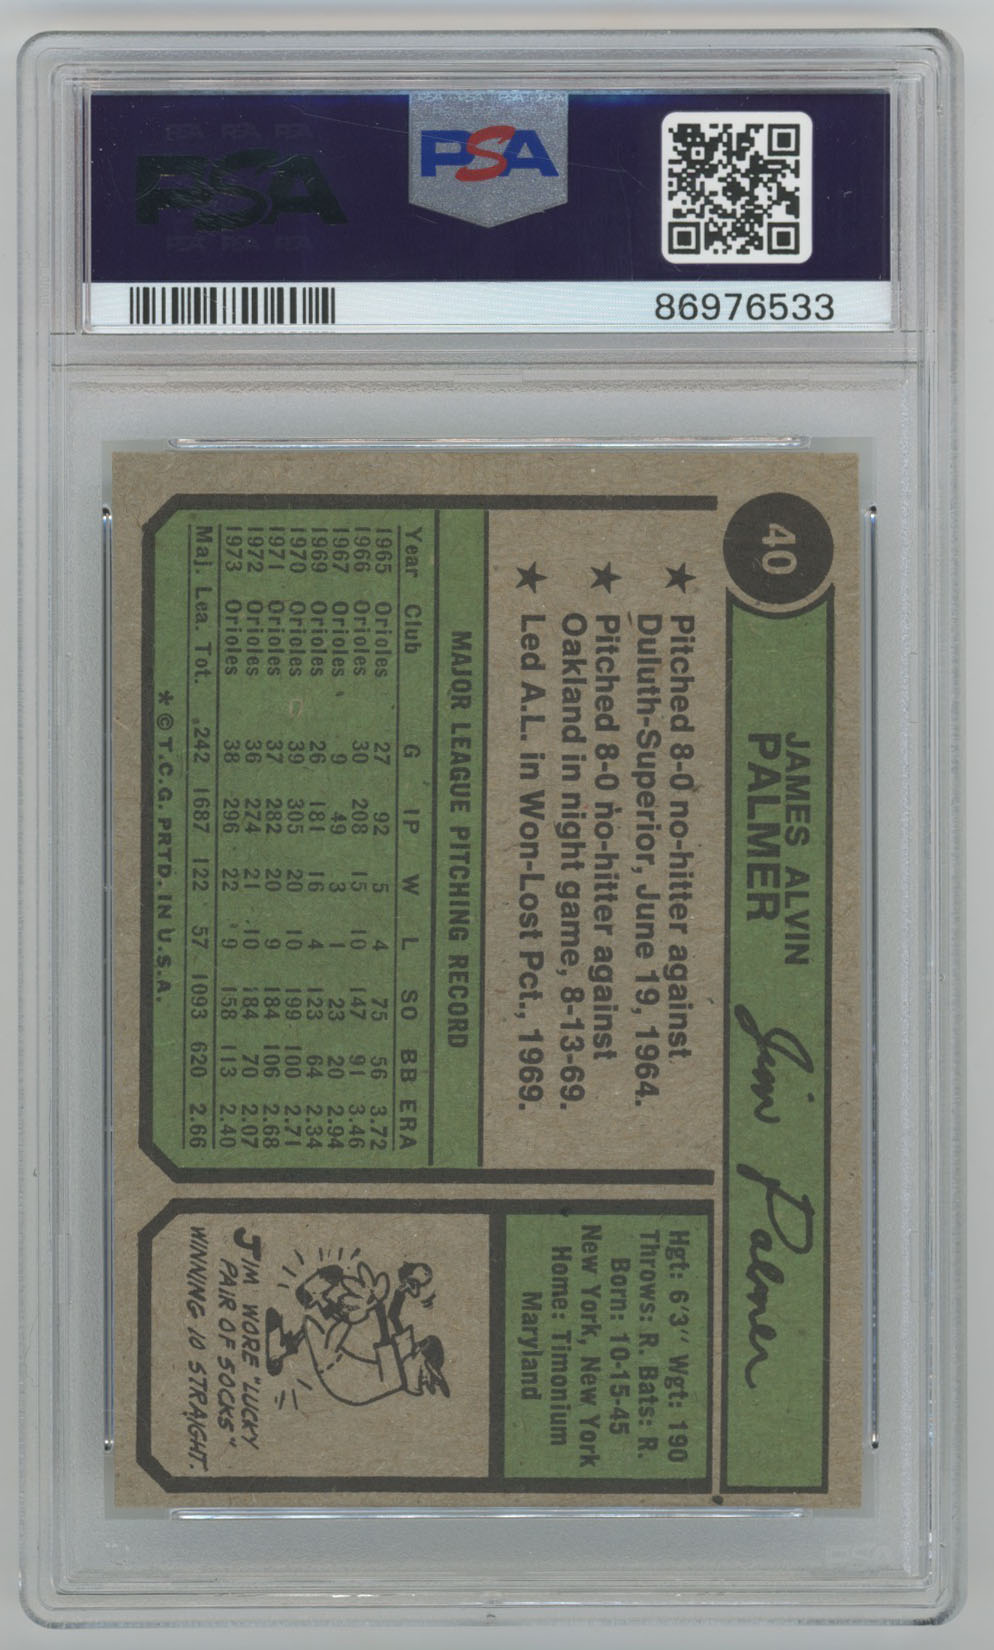 PSA
PSA PSA PSA
PSA
PSA PSA PSA
86976533
40
JAMES ALVIN
PALMER
Jim Palmer
★ Pitched 8-0 no-hitter against
Duluth-Superior, June 19, 1964.
★ Pitched 8-0 no-hitter against
Oakland in night game, 8-13-69.
★ Led A.L. in Won-Lost Pct., 1969.
MAJOR LEAGUE PITCHING RECORD
Year Club G IP W L SO BB ERA
1965 Orioles 27 92 5 4 75 56 3.72
1966 Orioles 30 208 15 10 147 91 3.46
1967 Orioles 9 49 3 1 23 20 2.94
1969 Orioles 26 181 16 4 123 64 2.34
1970 Orioles 39 305 20 10 199 100 2.71
1971 Orioles 37 282 20 9 184 106 2.68
1972 Orioles 36 274 21 10 184 70 2.07
1973 Orioles 38 296 22 9 158 113 2.40
Maj. Lea. Tot. 242 1687 122 57 1093 620 2.66
* © T.C.G. PRTD. IN U.S.A.
Hgt: 6'3" Wgt: 190
Throws: R. Bats: R.
Born: 10-15-45
New York, New York
Home: Timonium
Maryland
JIM WORE "LUCKY
PAIR OF SOCKS"
WINNING 10 STRAIGHT.